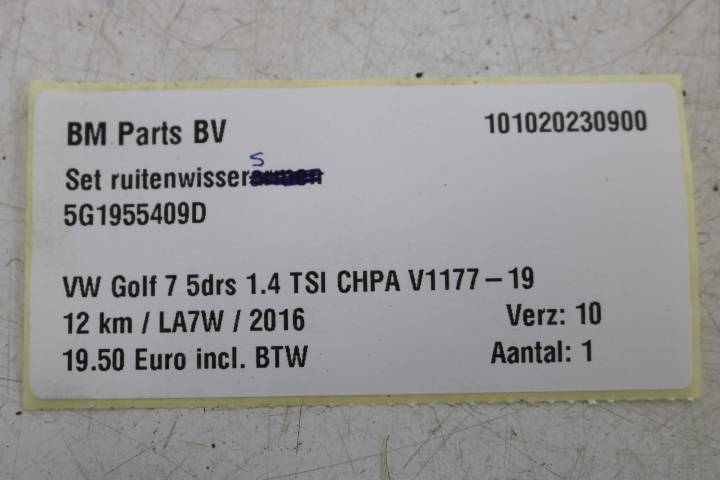 BM Parts BV 101020230900
Set ruitenwissers
5G1955409D
VW Golf 7 5drs 1.4 TSI CHPA V1177 – 19
12 km / LA7W / 2016 Verz: 10
19.50 Euro incl. BTW Aantal: 1